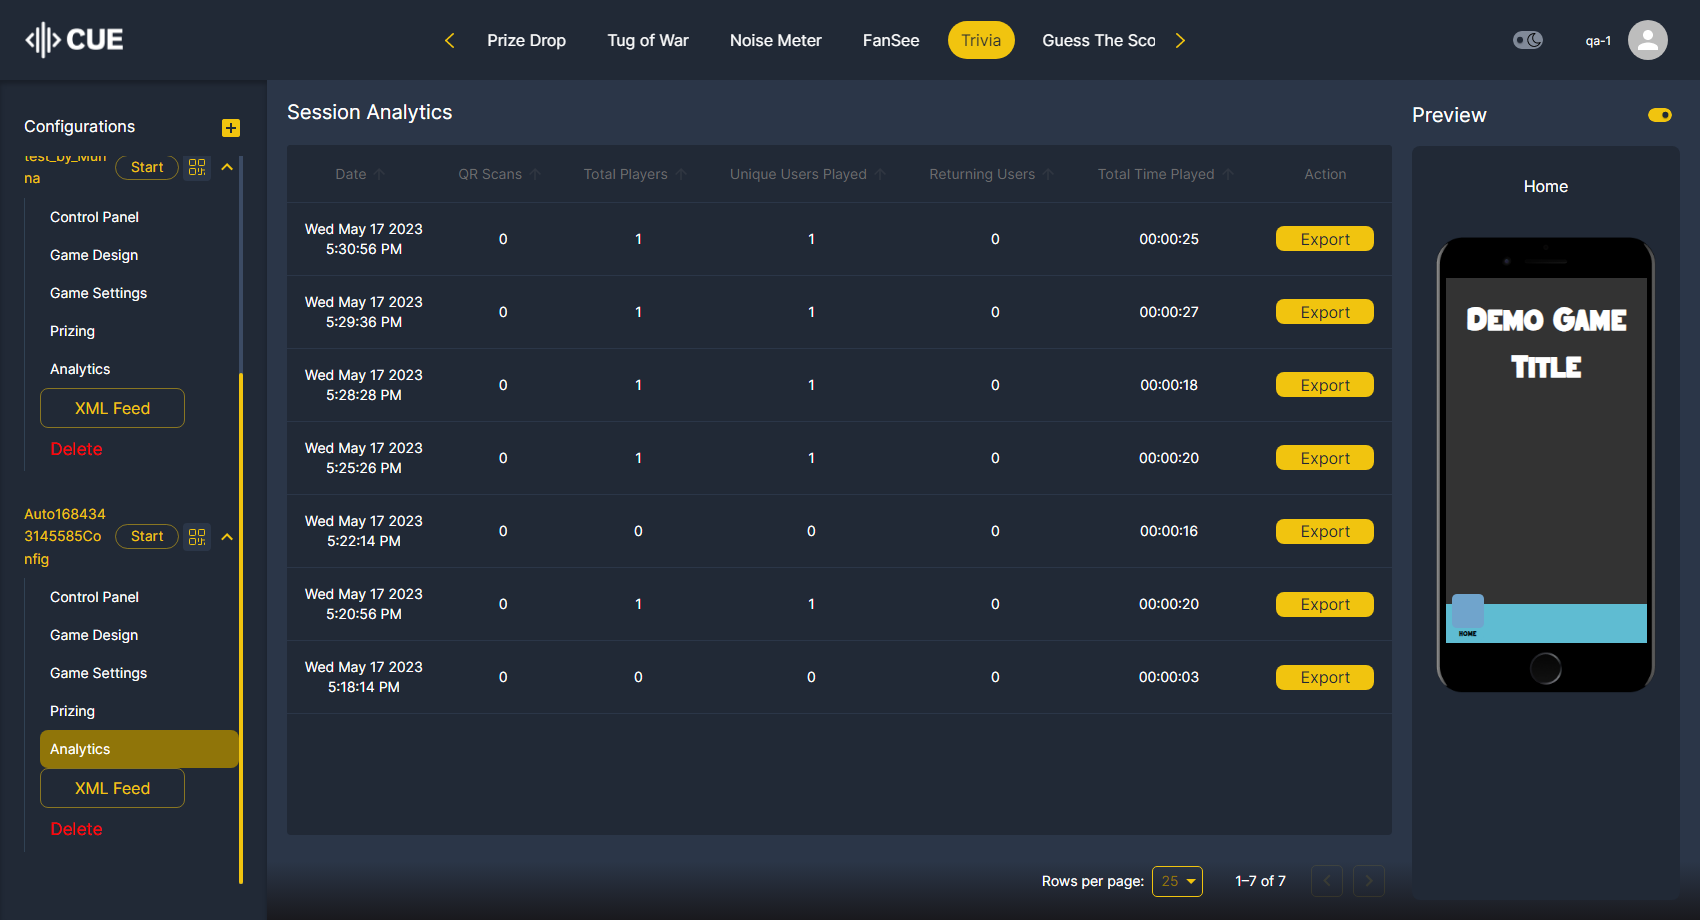 CUE
Prize Drop
Tug of War
Noise Meter
FanSee
Trivia
Guess The Sco
qa-1
Configurations
test_by_Mun
na
Start
Control Panel
Game Design
Game Settings
Prizing
Analytics
XML Feed
Delete
Auto168434
3145585Co
nfig
Start
Control Panel
Game Design
Game Settings
Prizing
Analytics
XML Feed
Delete
Session Analytics
Date QR Scans Total Players Unique Users Played Returning Users Total Time Played Action
Wed May 17 2023
5:30:56 PM 0 1 1 0 00:00:25 Export
Wed May 17 2023
5:29:36 PM 0 1 1 0 00:00:27 Export
Wed May 17 2023
5:28:28 PM 0 1 1 0 00:00:18 Export
Wed May 17 2023
5:25:26 PM 0 1 1 0 00:00:20 Export
Wed May 17 2023
5:22:14 PM 0 0 0 0 00:00:16 Export
Wed May 17 2023
5:20:56 PM 0 1 1 0 00:00:20 Export
Wed May 17 2023
5:18:14 PM 0 0 0 0 00:00:03 Export
Rows per page: 25 1–7 of 7
Preview
Home
Demo Game
Title
HOME